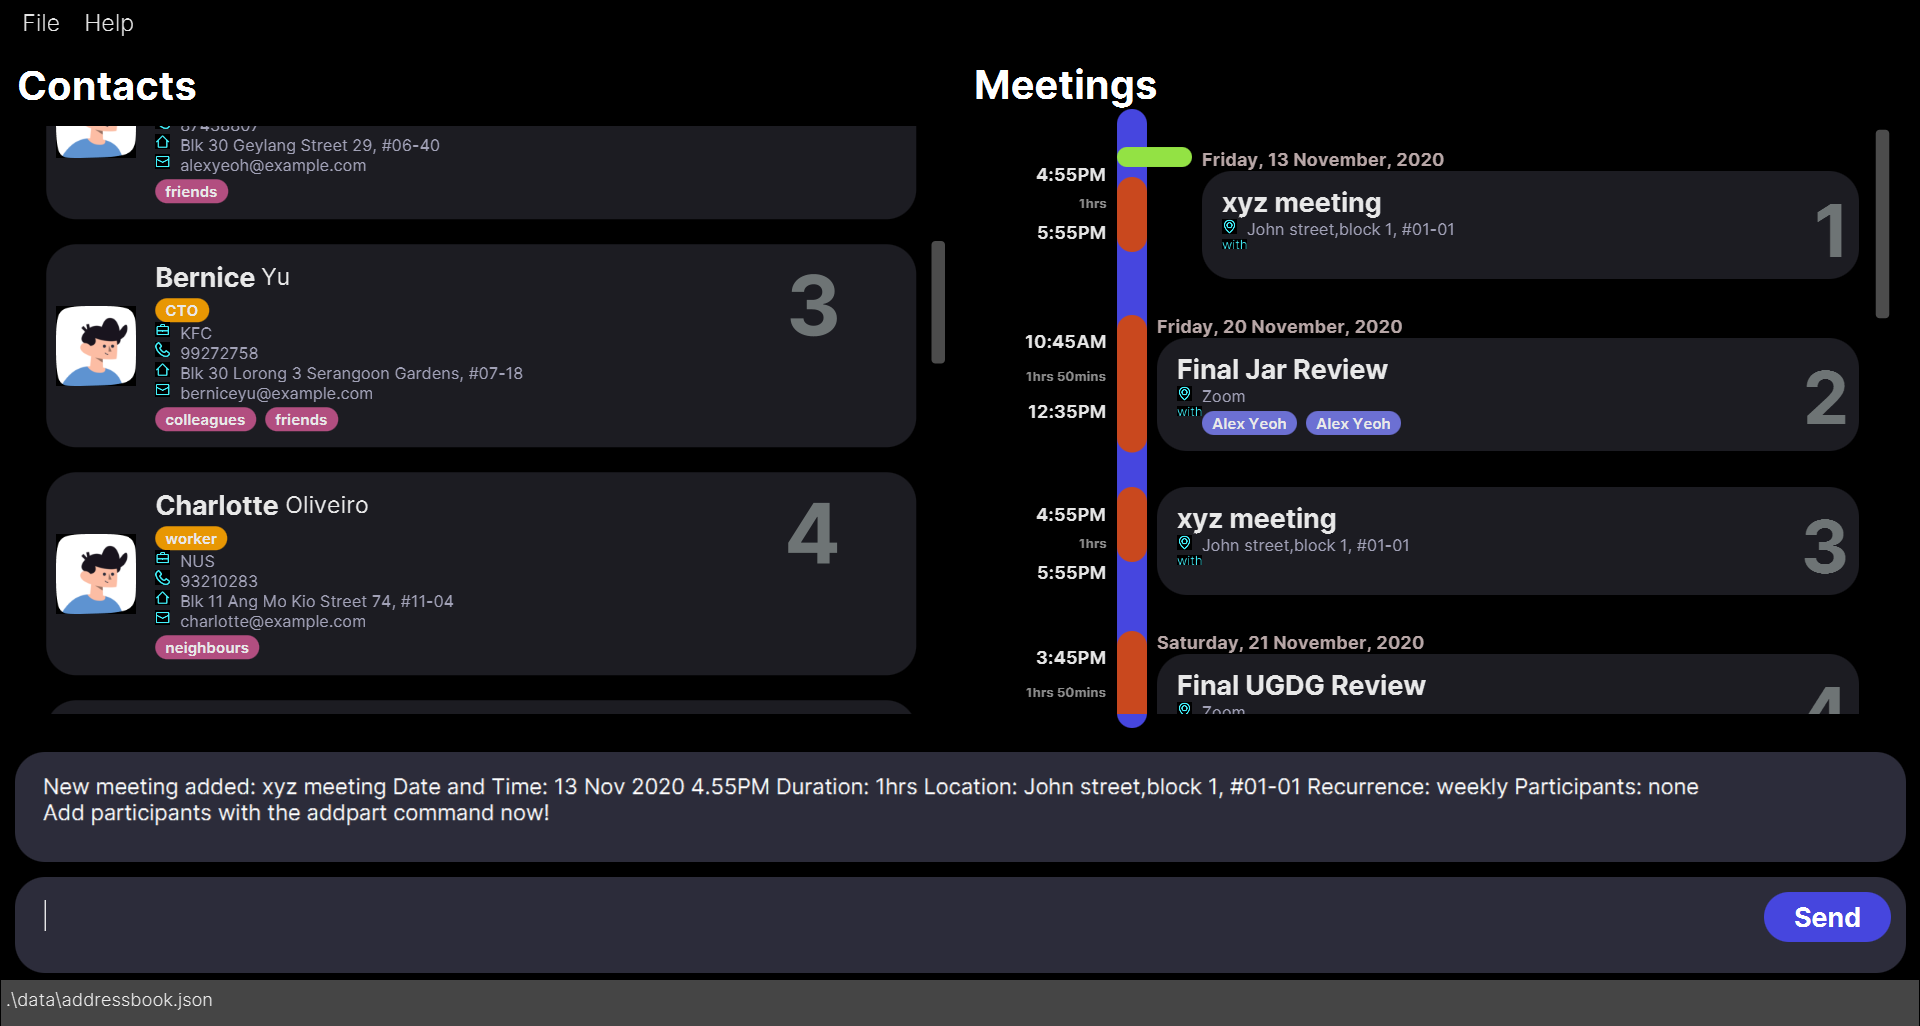 File Help
Contacts
Blk 30 Geylang Street 29, #06-40
alexyeoh@example.com
friends
Bernice Yu
3
CTO
KFC
99272758
Blk 30 Lorong 3 Serangoon Gardens, #07-18
berniceyu@example.com
colleagues friends
Charlotte Oliveiro
4
worker
NUS
93210283
Blk 11 Ang Mo Kio Street 74, #11-04
charlotte@example.com
neighbours
Meetings
Friday, 13 November, 2020
4:55PM
1hrs
5:55PM
xyz meeting
John street,block 1, #01-01
with
1
Friday, 20 November, 2020
10:45AM
1hrs 50mins
12:35PM
Final Jar Review
Zoom
with Alex Yeoh Alex Yeoh
2
4:55PM
1hrs
5:55PM
xyz meeting
John street,block 1, #01-01
with
3
Saturday, 21 November, 2020
3:45PM
1hrs 50mins
Final UGDG Review
Zoom
4
New meeting added: xyz meeting Date and Time: 13 Nov 2020 4.55PM Duration: 1hrs Location: John street,block 1, #01-01 Recurrence: weekly Participants: none
Add participants with the addpart command now!
Send
.\data\addressbook.json